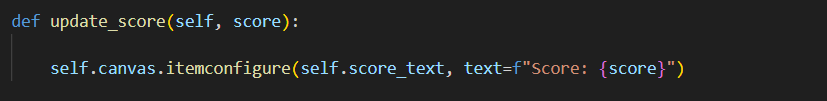 def update_score(self, score):
    self.canvas.itemconfigure(self.score_text, text=f"Score: {score}")